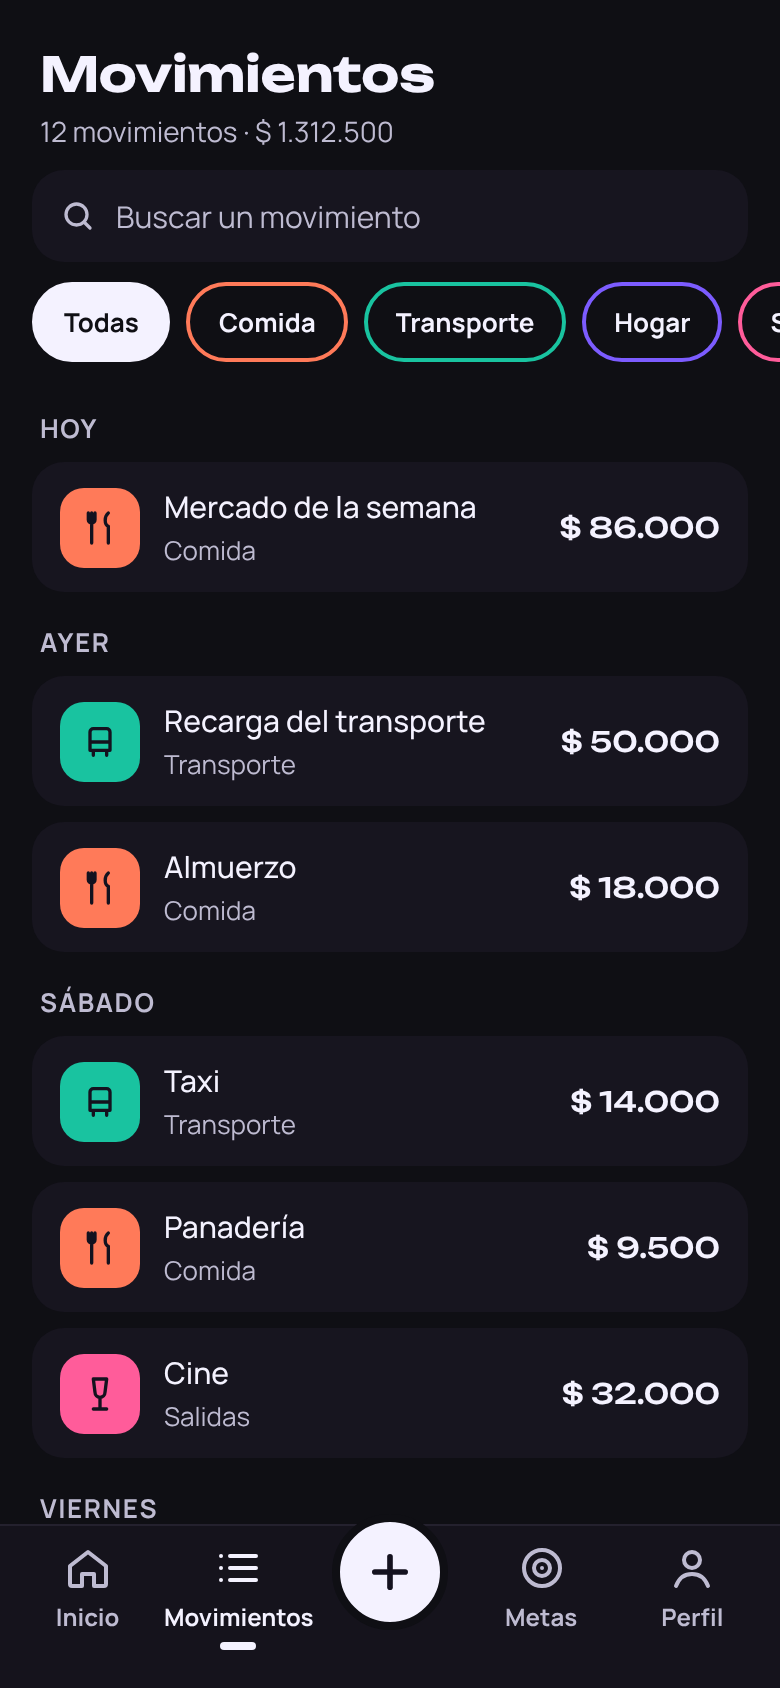 Movimientos
12 movimientos · $ 1.312.500
Buscar un movimiento
Todas
Comida
Transporte
Hogar
HOY
Mercado de la semana
Comida
$ 86.000
AYER
Recarga del transporte
Transporte
$ 50.000
Almuerzo
Comida
$ 18.000
SÁBADO
Taxi
Transporte
$ 14.000
Panadería
Comida
$ 9.500
Cine
Salidas
$ 32.000
VIERNES
Inicio
Movimientos
Metas
Perfil